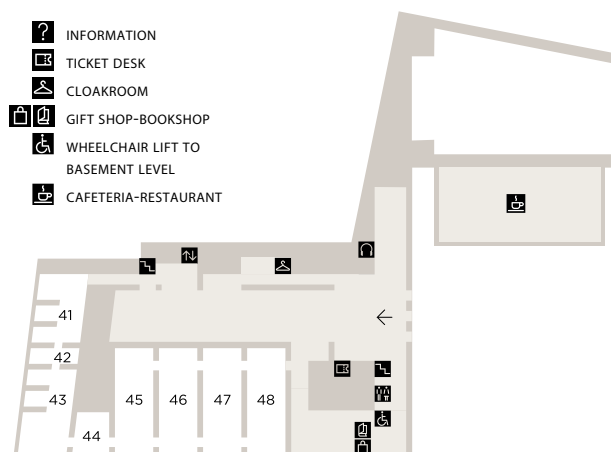 ?
INFORMATION
TICKET DESK
CLOAKROOM
GIFT SHOP-BOOKSHOP
WHEELCHAIR LIFT TO
BASEMENT LEVEL
CAFETERIA-RESTAURANT
41
42
43
44
45
46
47
48